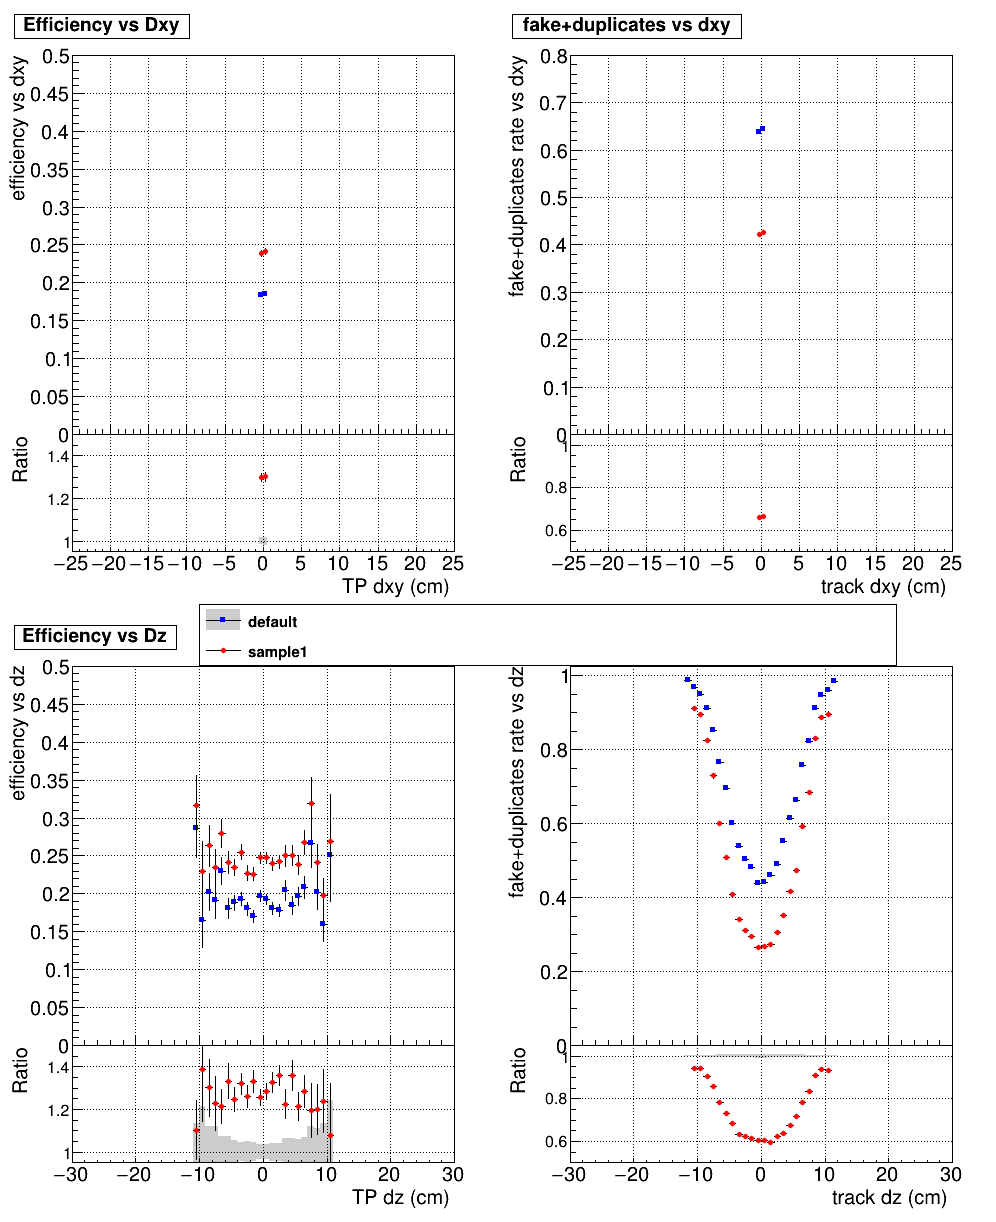 Efficiency vs Dxy
efficiency vs dxy
0.5
0.45
0.4
0.35
0.3
0.25
0.2
0.15
0.1
0.05
0
Ratio
1.4
1.2
1
−25 −20 −15 −10 −5 0 5 10 15 20 25
TP dxy (cm)
fake+duplicates vs dxy
fake+duplicates rate vs dxy
0.8
0.7
0.6
0.5
0.4
0.3
0.2
0.1
0
Ratio
1
0.8
0.6
−25 −20 −15 −10 −5 0 5 10 15 20 25
track dxy (cm)
default
sample1
Efficiency vs Dz
efficiency vs dz
0.5
0.45
0.4
0.35
0.3
0.25
0.2
0.15
0.1
0.05
0
Ratio
1.4
1.2
1
−30 −20 −10 0 10 20 30
TP dz (cm)
fake+duplicates rate vs dz
1
0.8
0.6
0.4
0.2
0
Ratio
1
0.8
0.6
−30 −20 −10 0 10 20 30
track dz (cm)